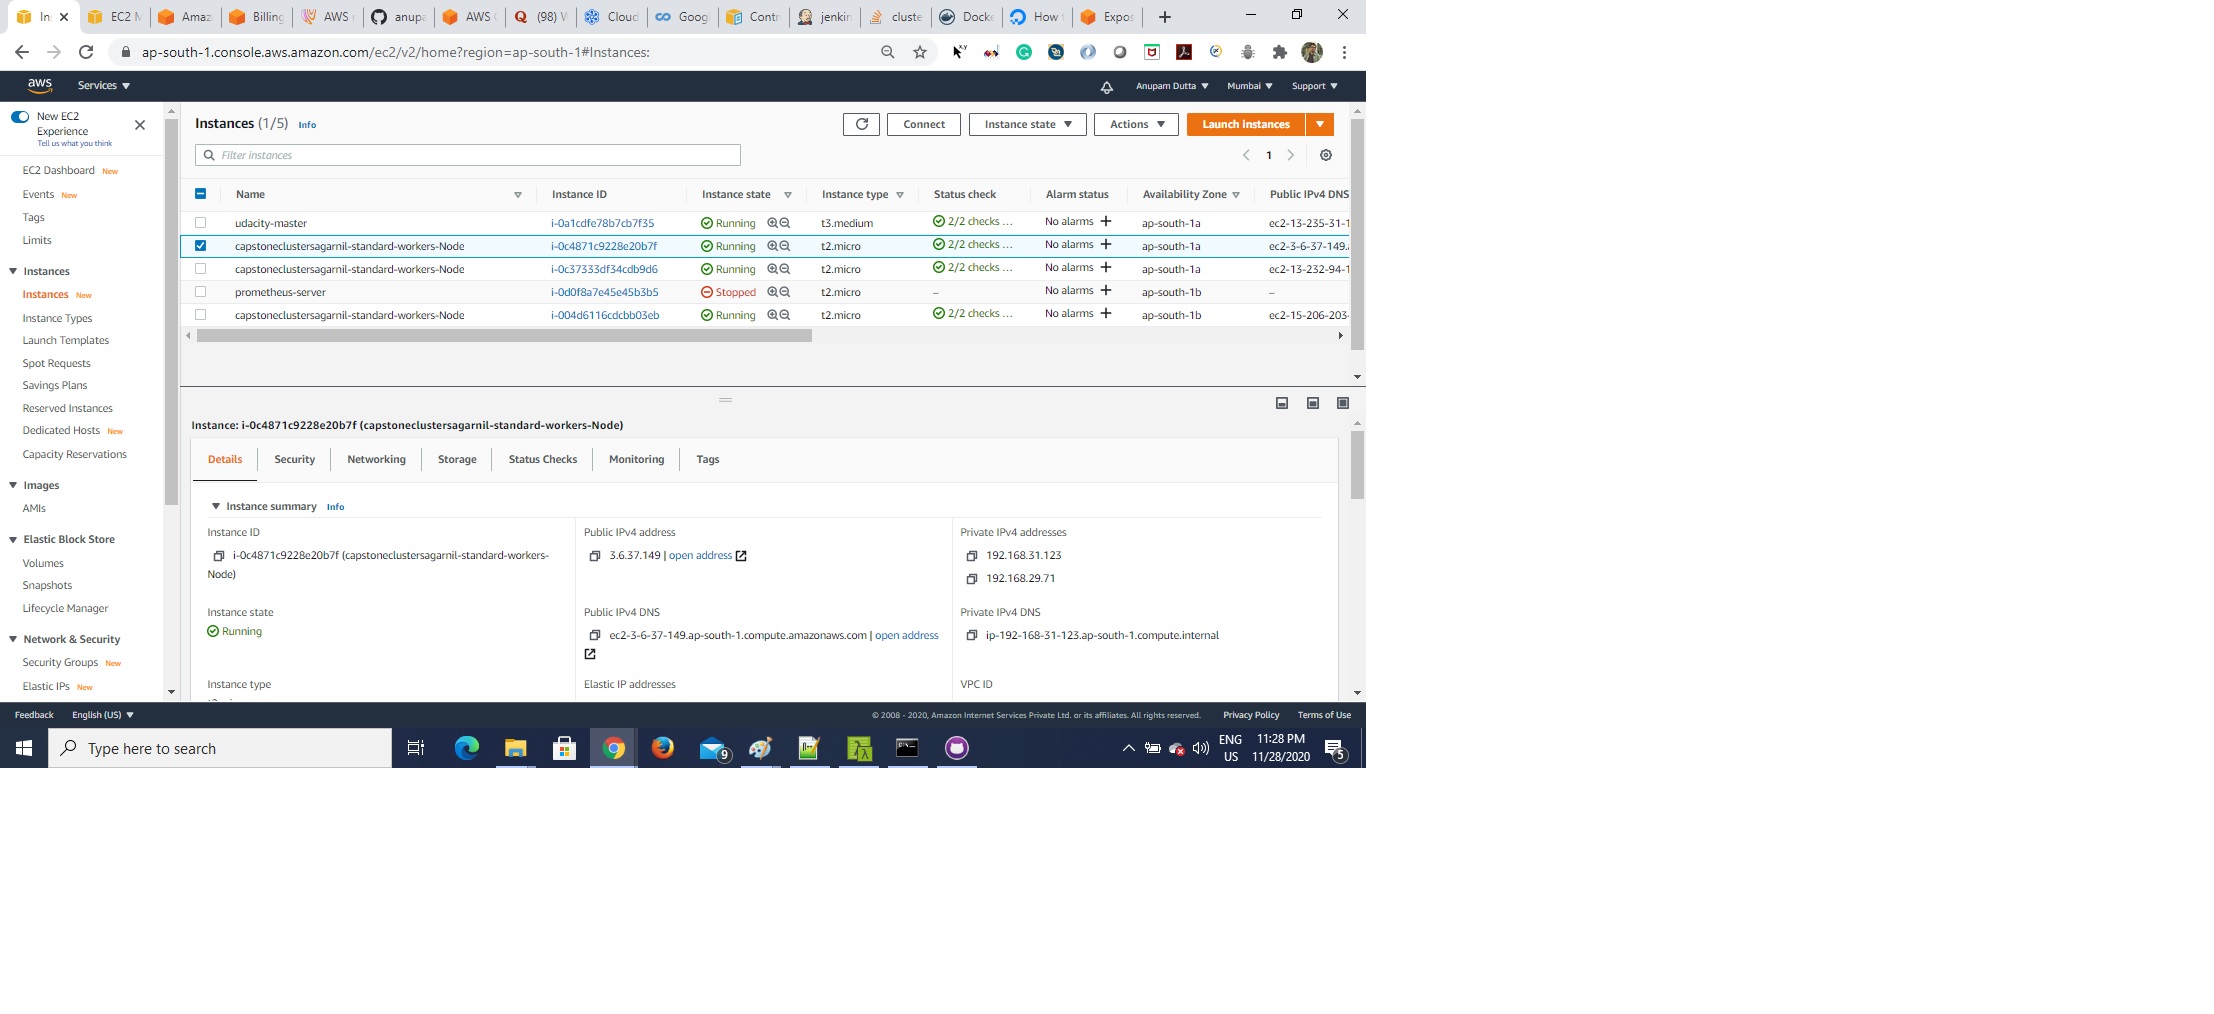 In
EC2 M
Amaz
Billing
AWS r
anupa
AWS C
(98) W
Cloud
Goog
Contr
jenkin
cluste
Docke
How t
Expos
ap-south-1.console.aws.amazon.com/ec2/v2/home?region=ap-south-1#Instances:
aws
Services
Anupam Dutta
Mumbai
Support
New EC2
Experience
Tell us what you think
EC2 Dashboard New
Events New
Tags
Limits
Instances
Instances New
Instance Types
Launch Templates
Spot Requests
Savings Plans
Reserved Instances
Dedicated Hosts New
Capacity Reservations
Images
AMIs
Elastic Block Store
Volumes
Snapshots
Lifecycle Manager
Network & Security
Security Groups New
Elastic IPs New
Instances (1/5) Info
Connect
Instance state
Actions
Launch instances
Filter instances
1
Name Instance ID Instance state Instance type Status check Alarm status Availability Zone Public IPv4 DNS
udacity-master i-0a1cdfe78b7cb7f35 Running t3.medium 2/2 checks ... No alarms ap-south-1a ec2-13-235-31-1
capstoneclustersagarnil-standard-workers-Node i-0c4871c9228e20b7f Running t2.micro 2/2 checks ... No alarms ap-south-1a ec2-3-6-37-149.
capstoneclustersagarnil-standard-workers-Node i-0c37333df34cdb9d6 Running t2.micro 2/2 checks ... No alarms ap-south-1a ec2-13-232-94-1
prometheus-server i-0d0f8a7e45e45b3b5 Stopped t2.micro – No alarms ap-south-1b –
capstoneclustersagarnil-standard-workers-Node i-004d6116cdcbb03eb Running t2.micro 2/2 checks ... No alarms ap-south-1b ec2-15-206-203-
Instance: i-0c4871c9228e20b7f (capstoneclustersagarnil-standard-workers-Node)
Details
Security
Networking
Storage
Status Checks
Monitoring
Tags
Instance summary Info
Instance ID
i-0c4871c9228e20b7f (capstoneclustersagarnil-standard-workers-
Node)
Public IPv4 address
3.6.37.149 | open address
Private IPv4 addresses
192.168.31.123
192.168.29.71
Instance state
Running
Public IPv4 DNS
ec2-3-6-37-149.ap-south-1.compute.amazonaws.com | open address
Private IPv4 DNS
ip-192-168-31-123.ap-south-1.compute.internal
Instance type
Elastic IP addresses
VPC ID
Feedback
English (US)
© 2008 - 2020, Amazon Internet Services Private Ltd. or its affiliates. All rights reserved.
Privacy Policy
Terms of Use
Type here to search
9
ENG
US
11:28 PM
11/28/2020
5